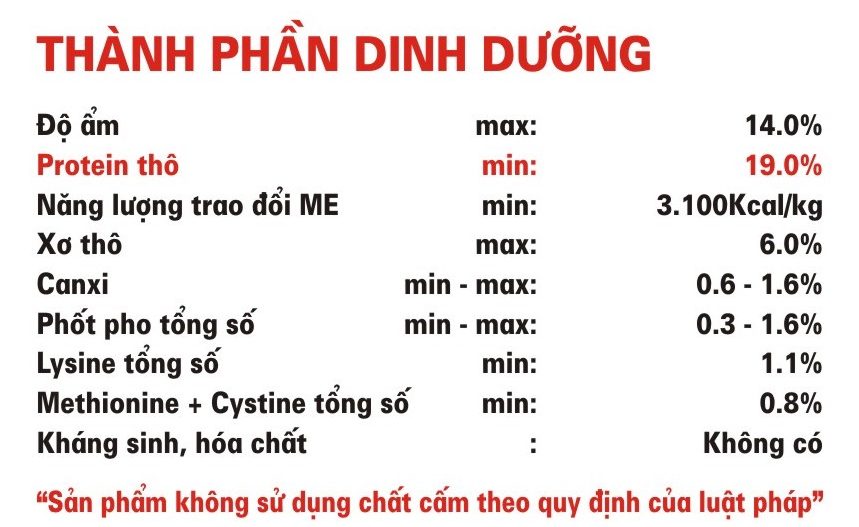 THÀNH PHẦN DINH DƯỠNG
Độ ẩm max: 14.0%
Protein thô min: 19.0%
Năng lượng trao đổi ME min: 3.100Kcal/kg
Xơ thô max: 6.0%
Canxi min - max: 0.6 - 1.6%
Phốt pho tổng số min - max: 0.3 - 1.6%
Lysine tổng số min: 1.1%
Methionine + Cystine tổng số min: 0.8%
Kháng sinh, hóa chất : Không có
“Sản phẩm không sử dụng chất cấm theo quy định của luật pháp”